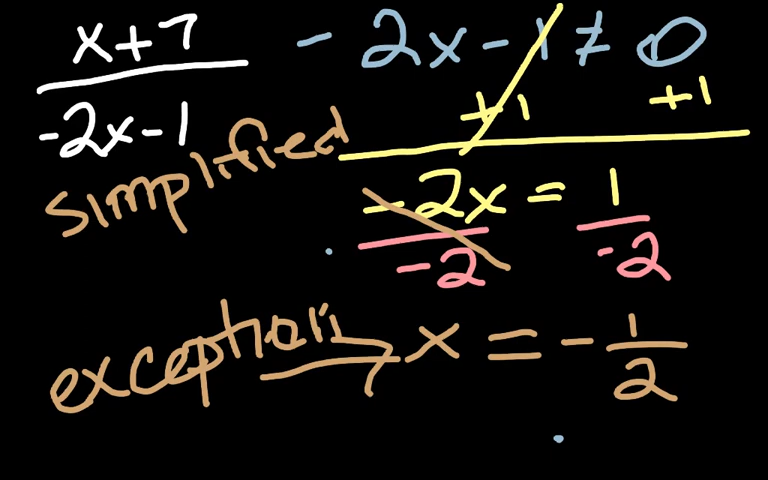 x+7
-2x-1
simplified
-2x-1≠0
+1 +1
-2x=1
-2 -2
exception x=-1/2